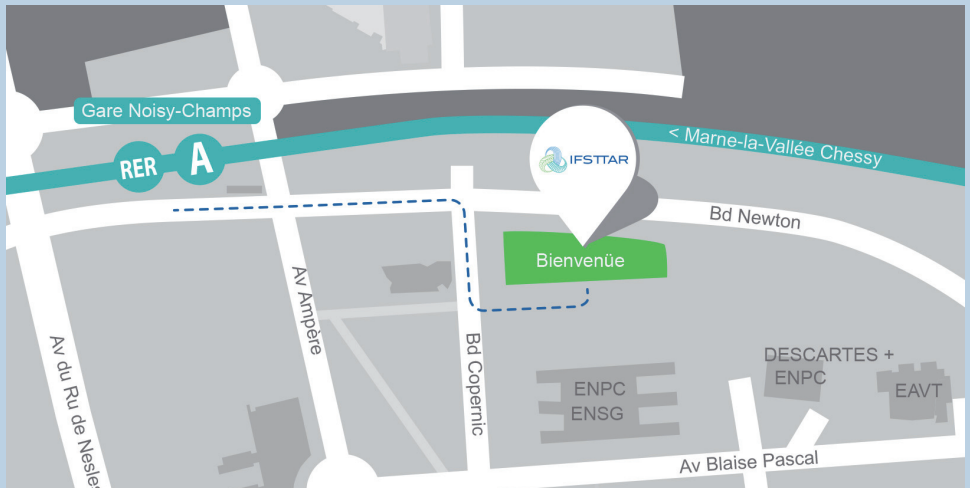 Gare Noisy-Champs
RER A
< Marne-la-Vallée Chessy
IFSTTAR
Bd Newton
Bienvenüe
Av Ampère
Av du Ru de Nesles
Bd Copernic
DESCARTES +
ENPC
EAVT
ENPC
ENSG
Av Blaise Pascal